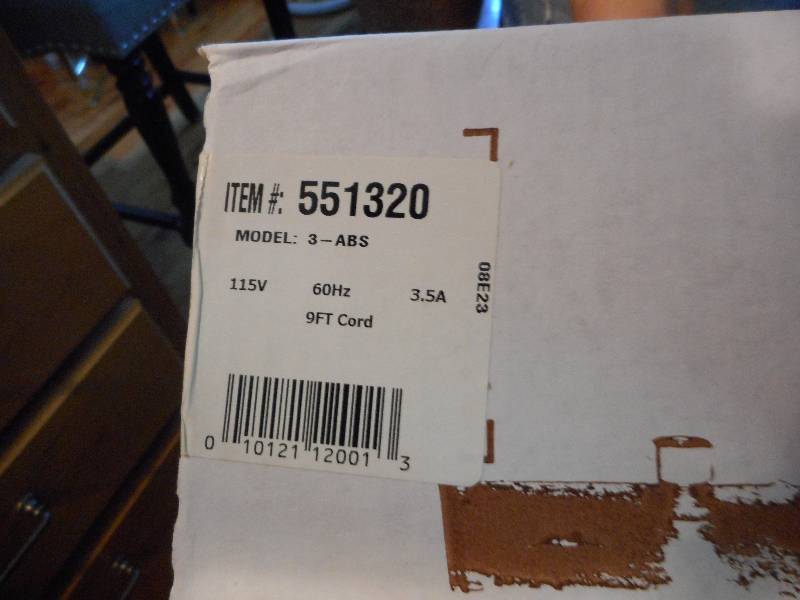 ITEM #: 551320
MODEL: 3-ABS
115V 60Hz 3.5A
9FT Cord
08E23
0 10121 12001 3